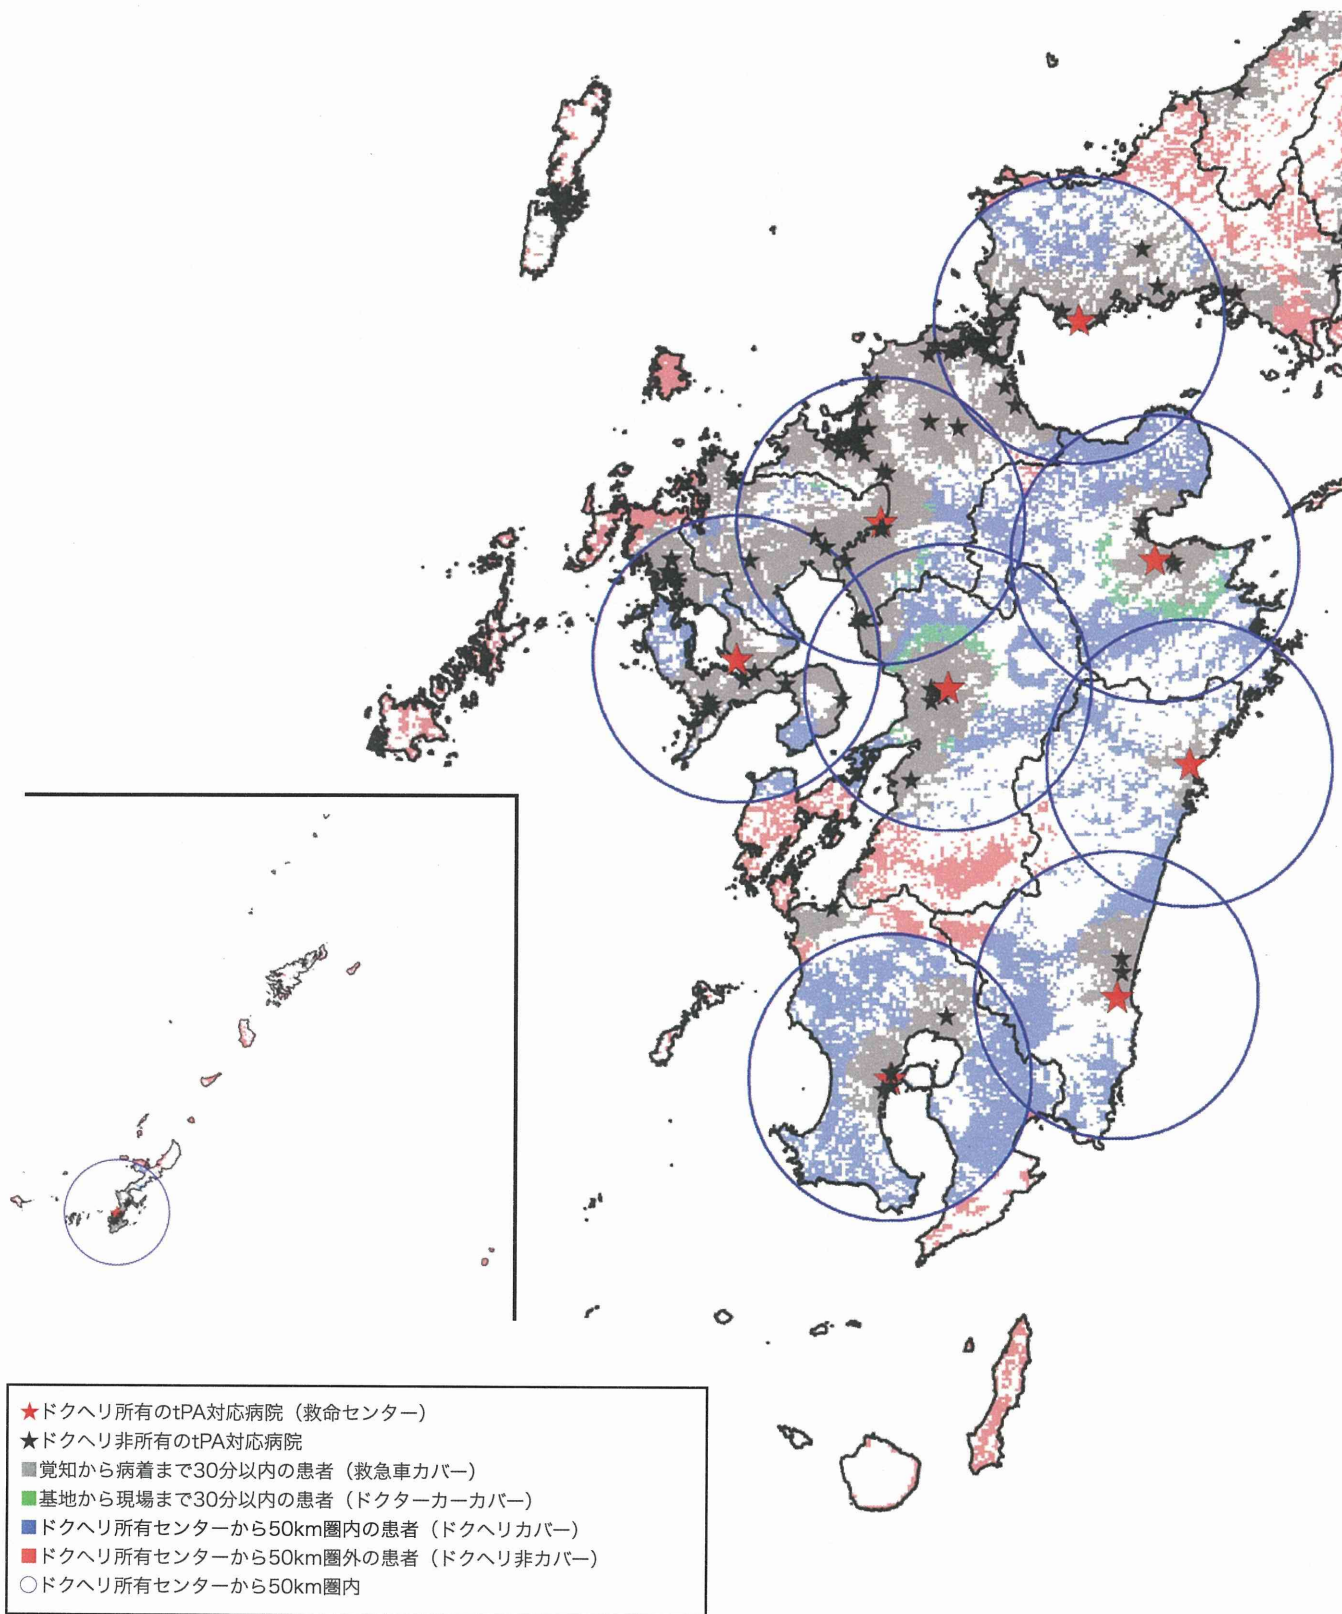 ★ドクヘリ所有のtPA対応病院（救命センター）
★ドクヘリ非所有のtPA対応病院
■覚知から病着まで30分以内の患者（救急車カバー）
■基地から現場まで30分以内の患者（ドクターカーカバー）
■ドクヘリ所有センターから50km圏内の患者（ドクヘリカバー）
■ドクヘリ所有センターから50km圏外の患者（ドクヘリ非カバー）
○ドクヘリ所有センターから50km圏内